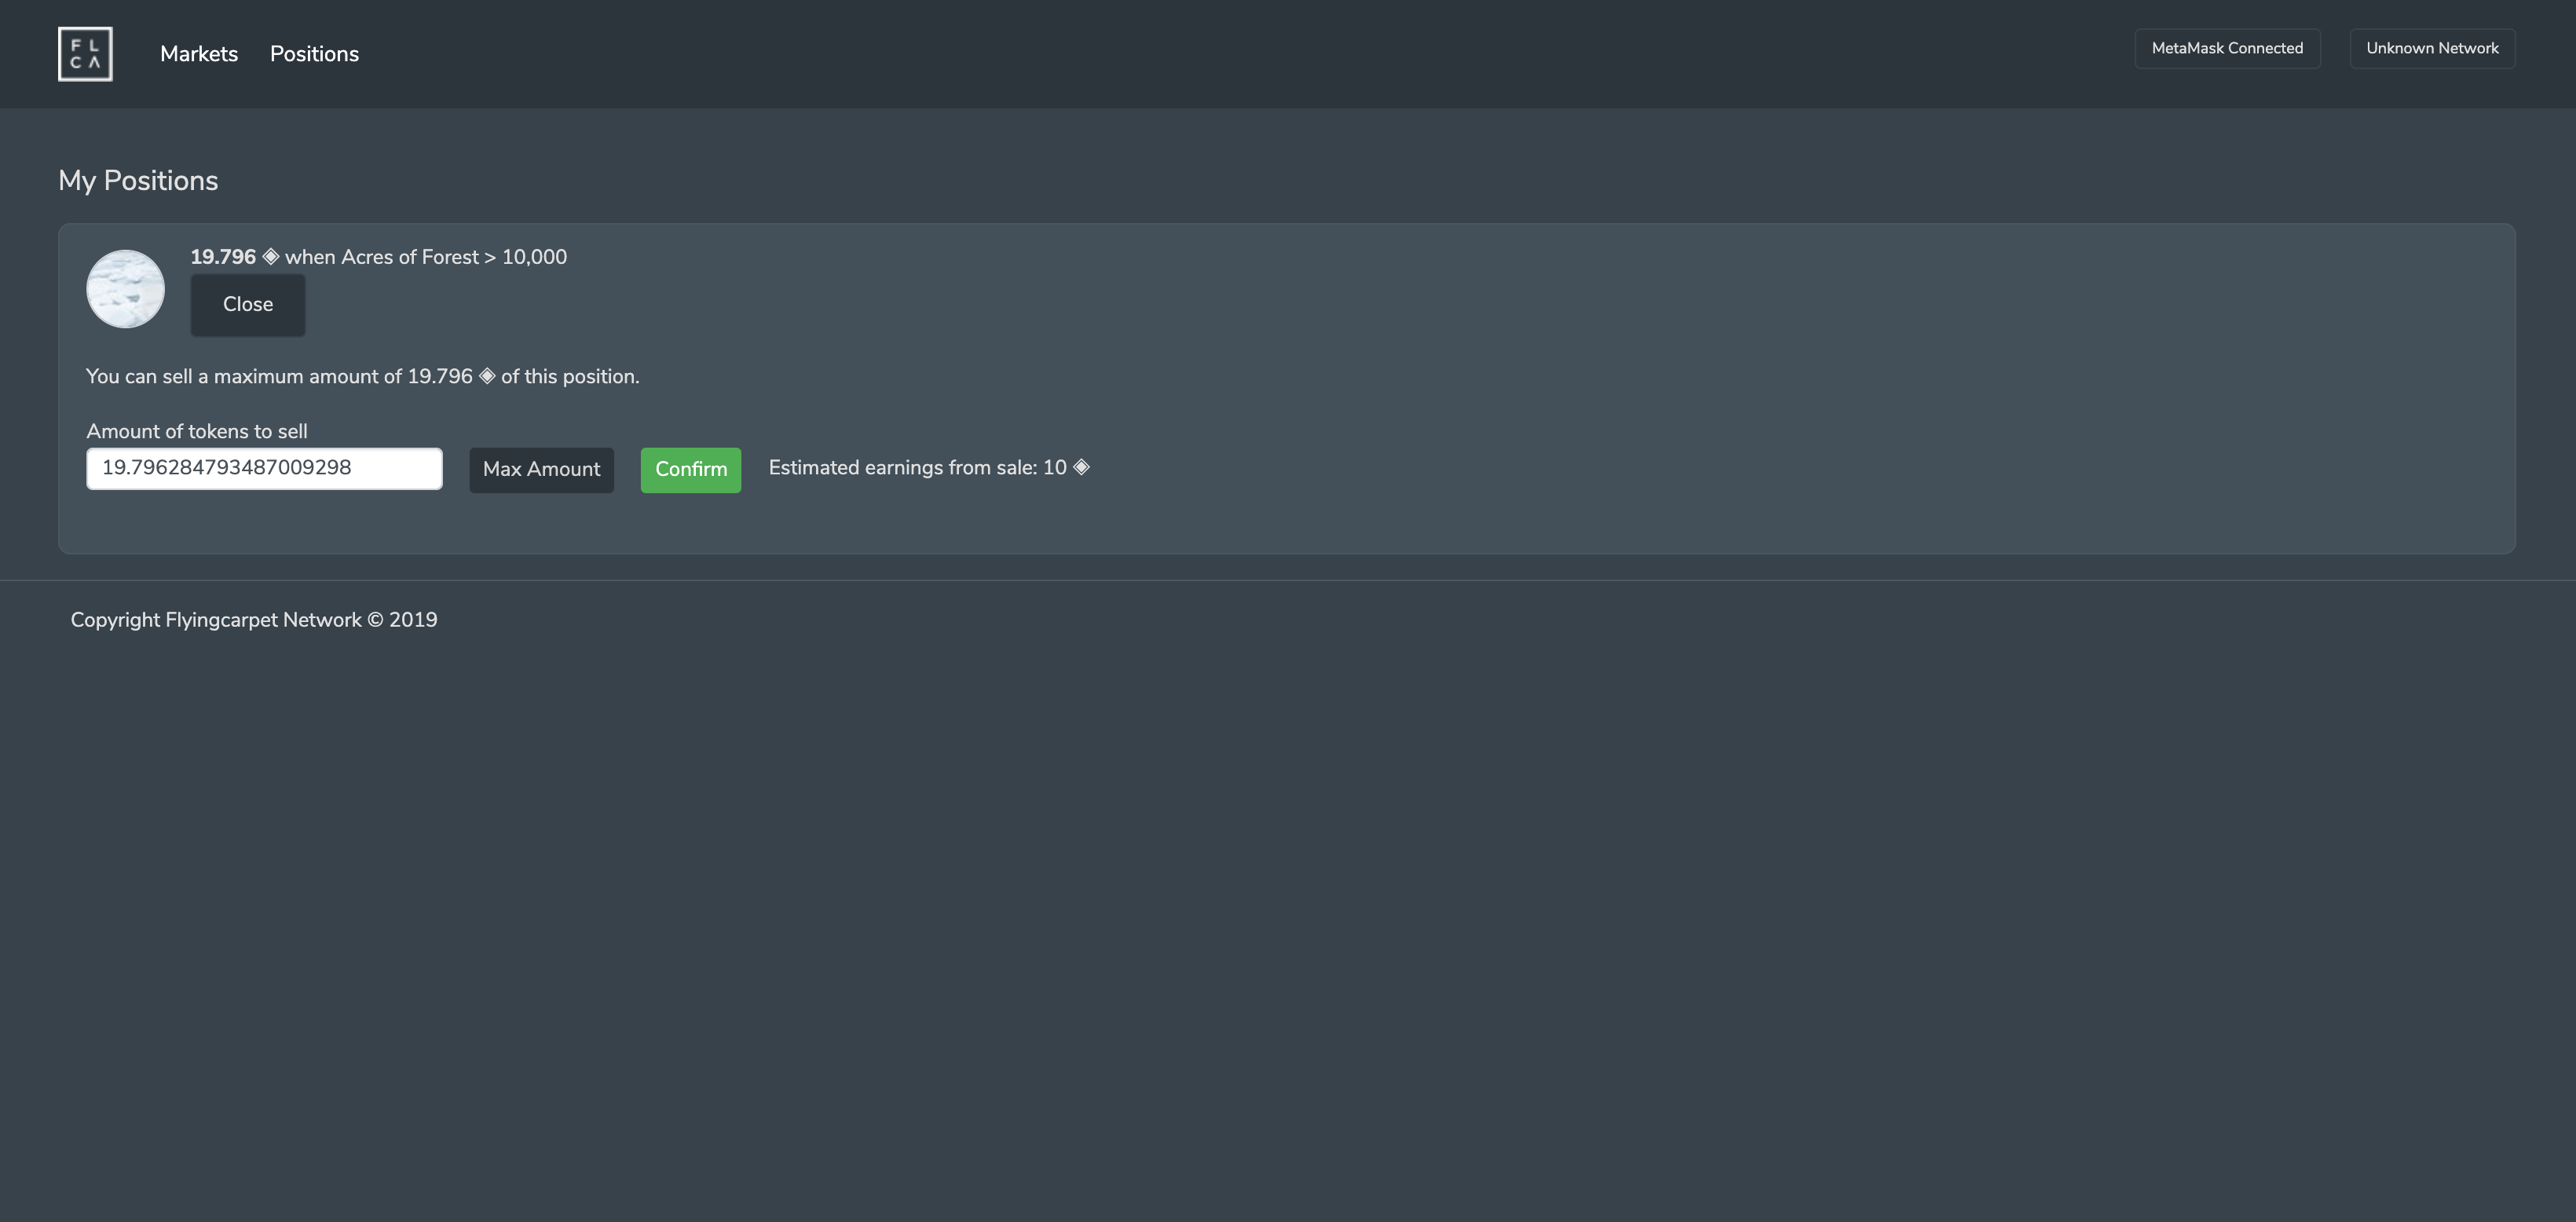 FL
CA
Markets Positions
MetaMask Connected
Unknown Network
My Positions
19.796 ◈ when Acres of Forest > 10,000
Close
You can sell a maximum amount of 19.796 ◈ of this position.
Amount of tokens to sell
19.796284793487009298
Max Amount
Confirm
Estimated earnings from sale: 10 ◈
Copyright Flyingcarpet Network © 2019